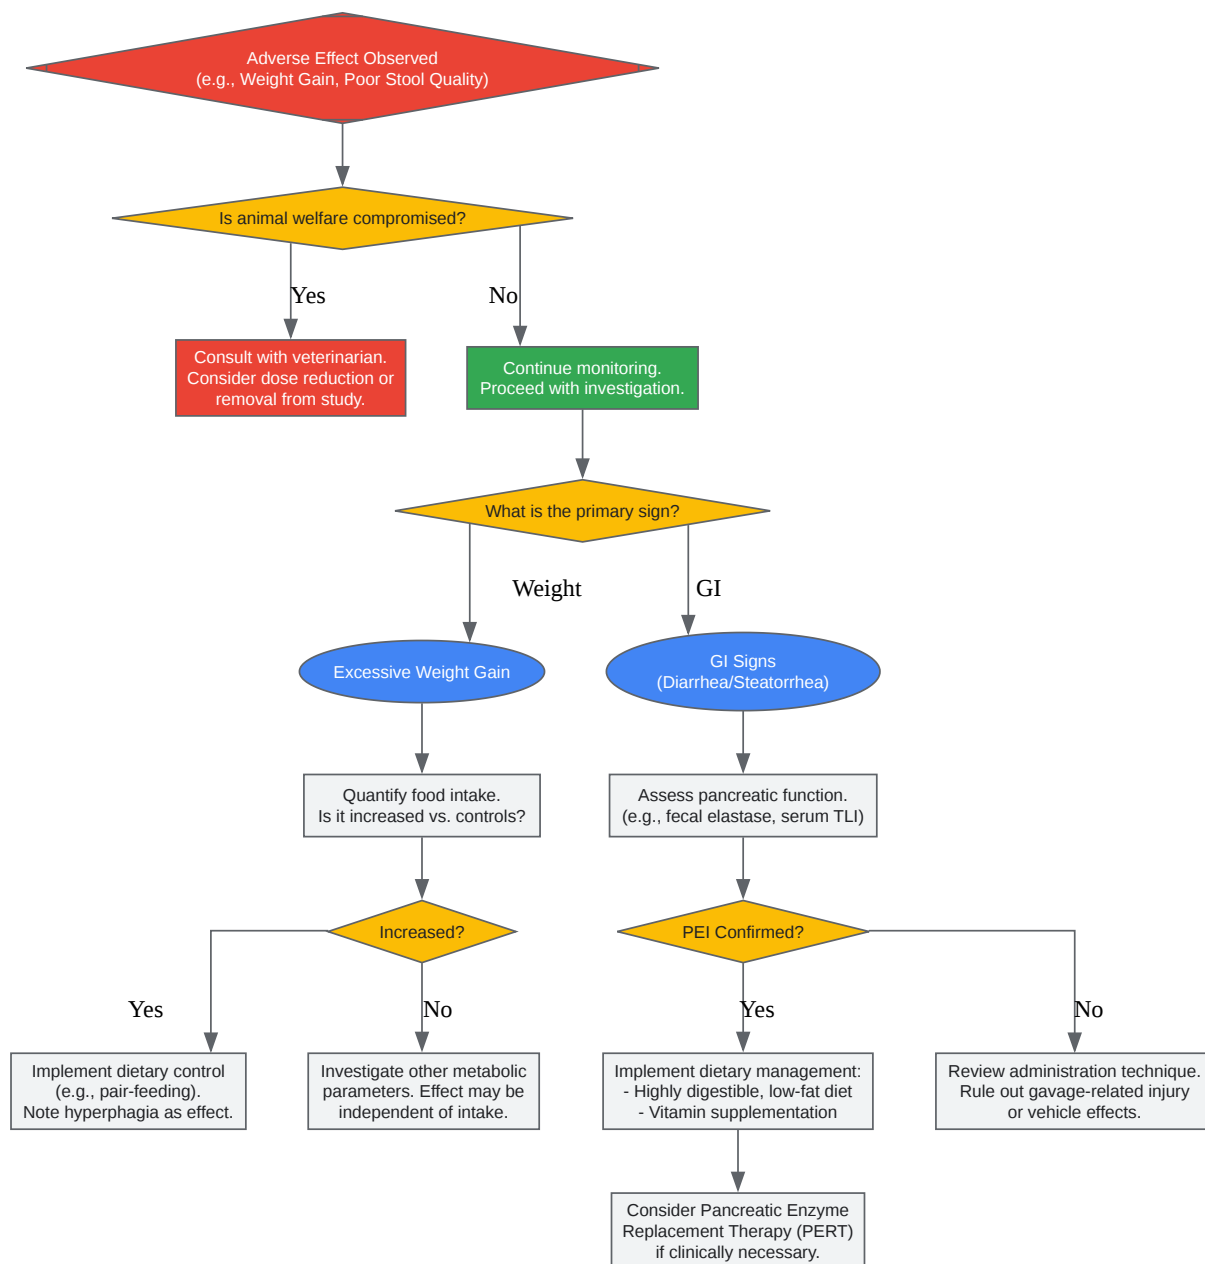 Adverse Effect Observed
(e.g., Weight Gain, Poor Stool Quality)
Is animal welfare compromised?
Yes
No
Consult with veterinarian.
Consider dose reduction or
removal from study.
Continue monitoring.
Proceed with investigation.
What is the primary sign?
Weight
GI
Excessive Weight Gain
GI Signs
(Diarrhea/Steatorrhea)
Quantify food intake.
Is it increased vs. controls?
Assess pancreatic function.
(e.g., fecal elastase, serum TLI)
Increased?
PEI Confirmed?
Yes
No
Yes
No
Implement dietary control
(e.g., pair-feeding).
Note hyperphagia as effect.
Investigate other metabolic
parameters. Effect may be
independent of intake.
Implement dietary management:
- Highly digestible, low-fat diet
- Vitamin supplementation
Review administration technique.
Rule out gavage-related injury
or vehicle effects.
Consider Pancreatic Enzyme
Replacement Therapy (PERT)
if clinically necessary.